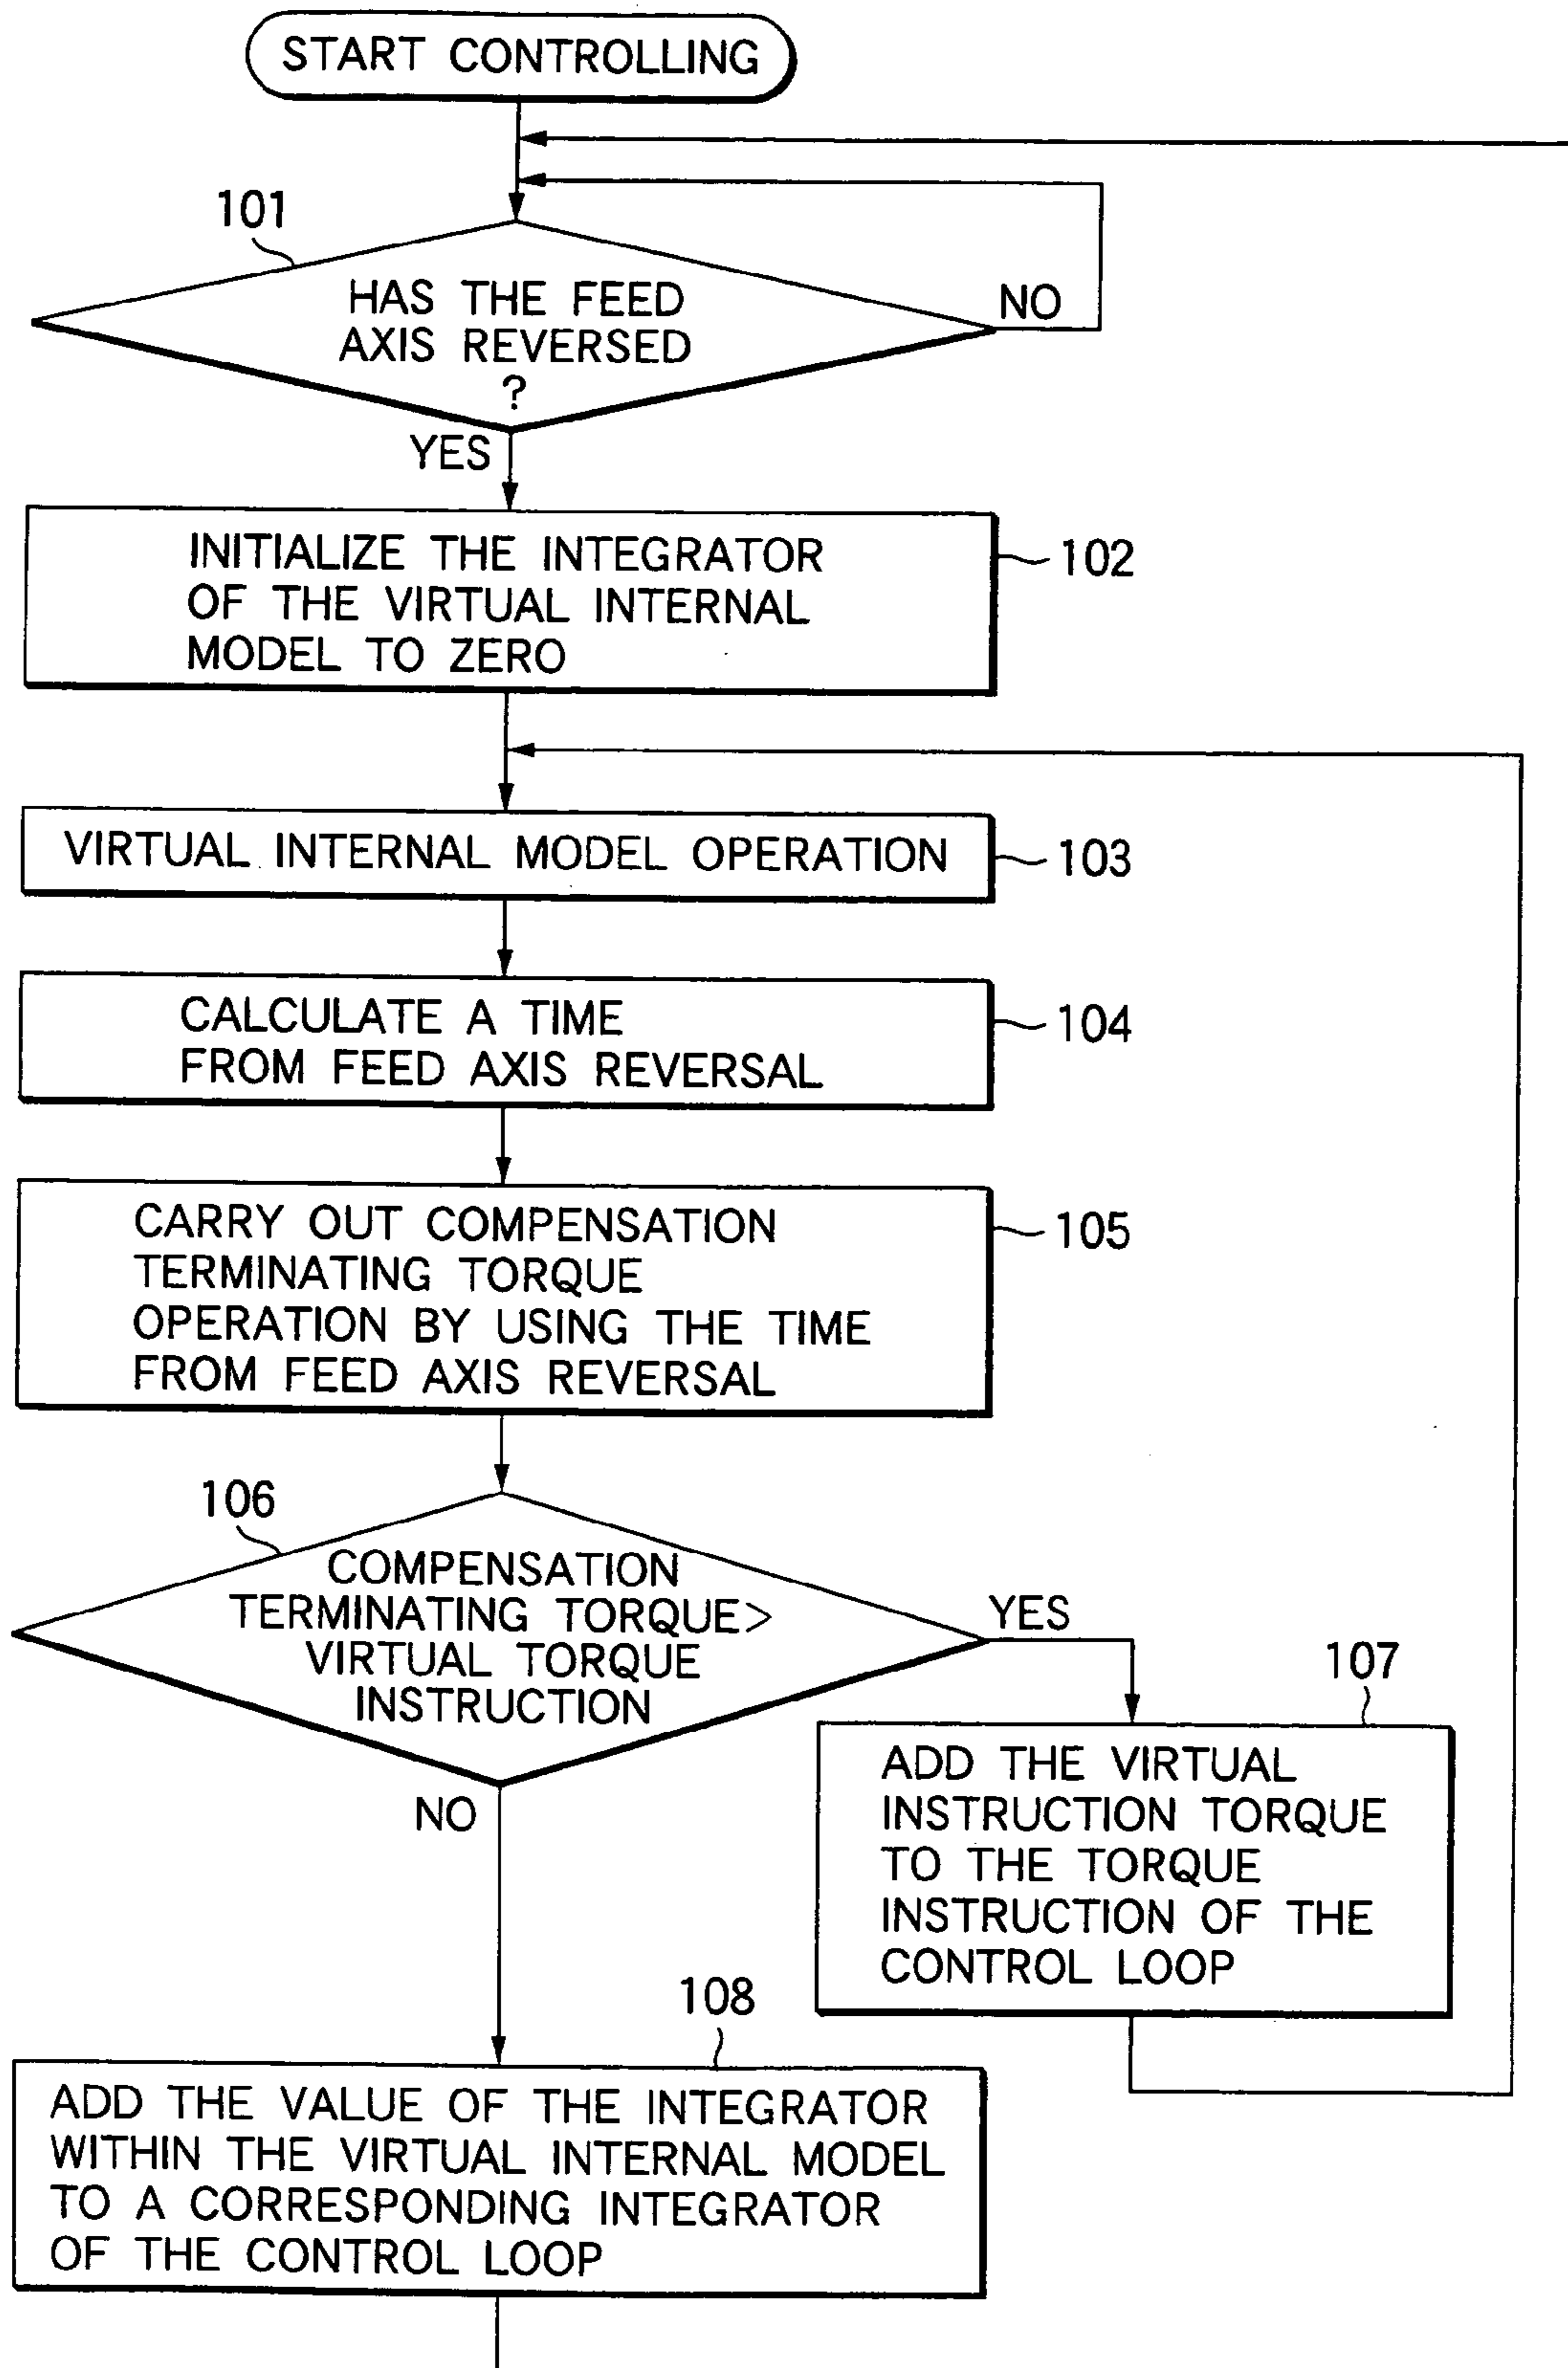 START CONTROLLING
101
HAS THE FEED
AXIS REVERSED
?
NO
YES
INITIALIZE THE INTEGRATOR
OF THE VIRTUAL INTERNAL
MODEL TO ZERO
102
VIRTUAL INTERNAL MODEL OPERATION
103
CALCULATE A TIME
FROM FEED AXIS REVERSAL
104
CARRY OUT COMPENSATION
TERMINATING TORQUE
OPERATION BY USING THE TIME
FROM FEED AXIS REVERSAL
105
106
COMPENSATION
TERMINATING TORQUE>
VIRTUAL TORQUE
INSTRUCTION
YES
NO
107
ADD THE VIRTUAL
INSTRUCTION TORQUE
TO THE TORQUE
INSTRUCTION OF THE
CONTROL LOOP
108
ADD THE VALUE OF THE INTEGRATOR
WITHIN THE VIRTUAL INTERNAL MODEL
TO A CORRESPONDING INTEGRATOR
OF THE CONTROL LOOP